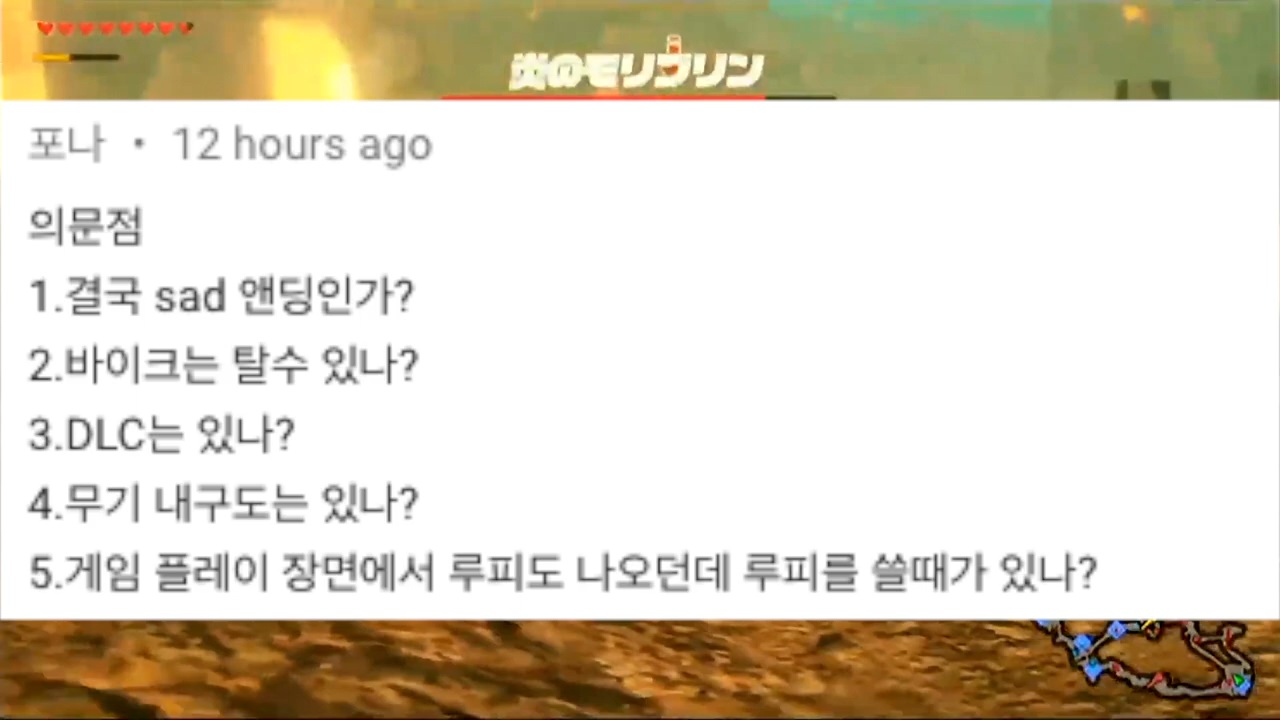 炎のモリブリン
포나 • 12 hours ago
의문점
1.결국 sad 앤딩인가?
2.바이크는 탈수 있나?
3.DLC는 있나?
4.무기 내구도는 있나?
5.게임 플레이 장면에서 루피도 나오던데 루피를 쓸때가 있나?